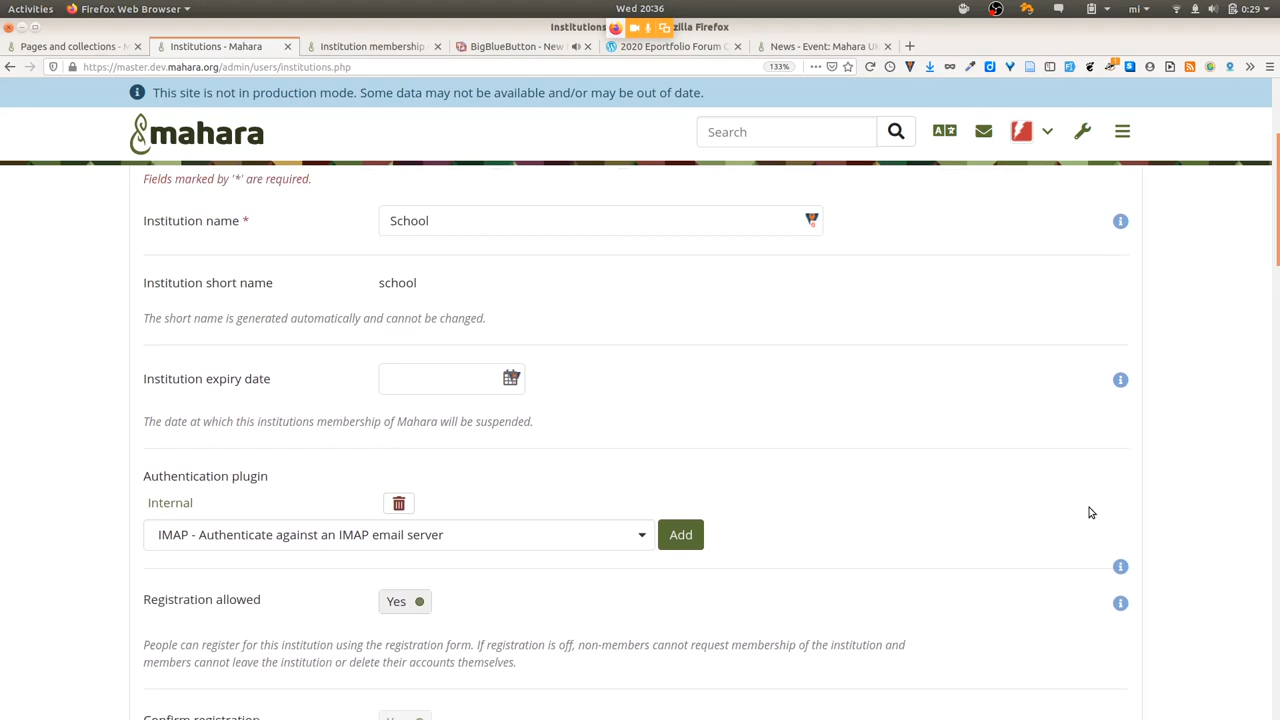 Activities Firefox Web Browser Wed 20:36 mi 0:29
Institutions zilla Firefox
Pages and collections - M Institutions - Mahara Institution membership BigBlueButton - New 2020 Eportfolio Forum C News - Event: Mahara UK
https://master.dev.mahara.org/admin/users/institutions.php 133%
This site is not in production mode. Some data may not be available and/or may be out of date.
mahara Search
Fields marked by '*' are required.
Institution name * School
Institution short name school
The short name is generated automatically and cannot be changed.
Institution expiry date
The date at which this institutions membership of Mahara will be suspended.
Authentication plugin
Internal
IMAP - Authenticate against an IMAP email server Add
Registration allowed Yes
People can register for this institution using the registration form. If registration is off, non-members cannot request membership of the institution and
members cannot leave the institution or delete their accounts themselves.
Confirm registration